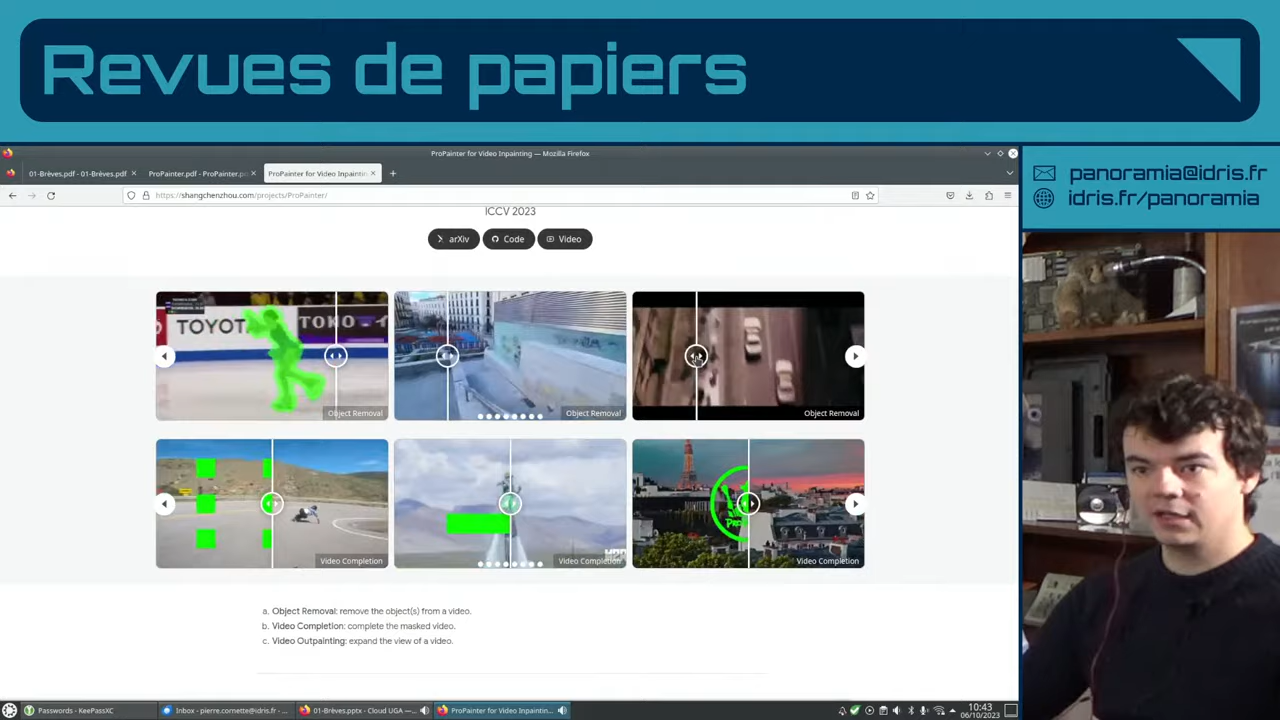 Revues de papiers
ProPainter for Video Inpainting — Mozilla Firefox
01-Brèves.pdf - 01-Brèves.pdf
ProPainter.pdf - ProPainter.p
ProPainter for Video Inpaintin
https://shangchenzhou.com/projects/ProPainter/
panoramia@idris.fr
idris.fr/panoramia
ICCV 2023
arXiv
Code
Video
TOYOT
TOKO
Object Removal
Object Removal
Object Removal
Video Completion
Video Completion
Video Completion
a. Object Removal: remove the object(s) from a video.
b. Video Completion: complete the masked video.
c. Video Outpainting: expand the view of a video.
Passwords - KeePassXC
Inbox - pierre.cornette@idris.fr - ...
01-Brèves.pptx - Cloud UGA —...
ProPainter for Video Inpaintin...
10:43
06/10/2023